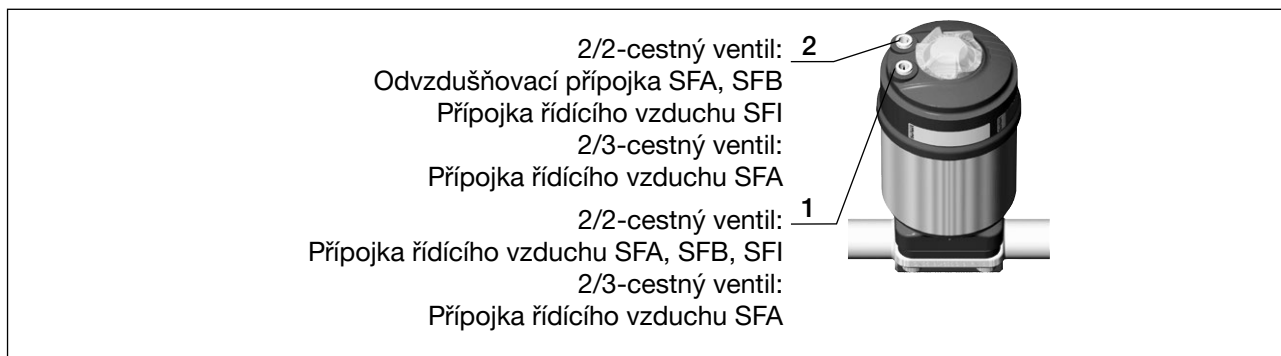 2/2-cestný ventil: 2
Odvzdušňovací přípojka SFA, SFB
Přípojka řídícího vzduchu SFI
2/3-cestný ventil:
Přípojka řídícího vzduchu SFA
2/2-cestný ventil: 1
Přípojka řídícího vzduchu SFA, SFB, SFI
2/3-cestný ventil:
Přípojka řídícího vzduchu SFA